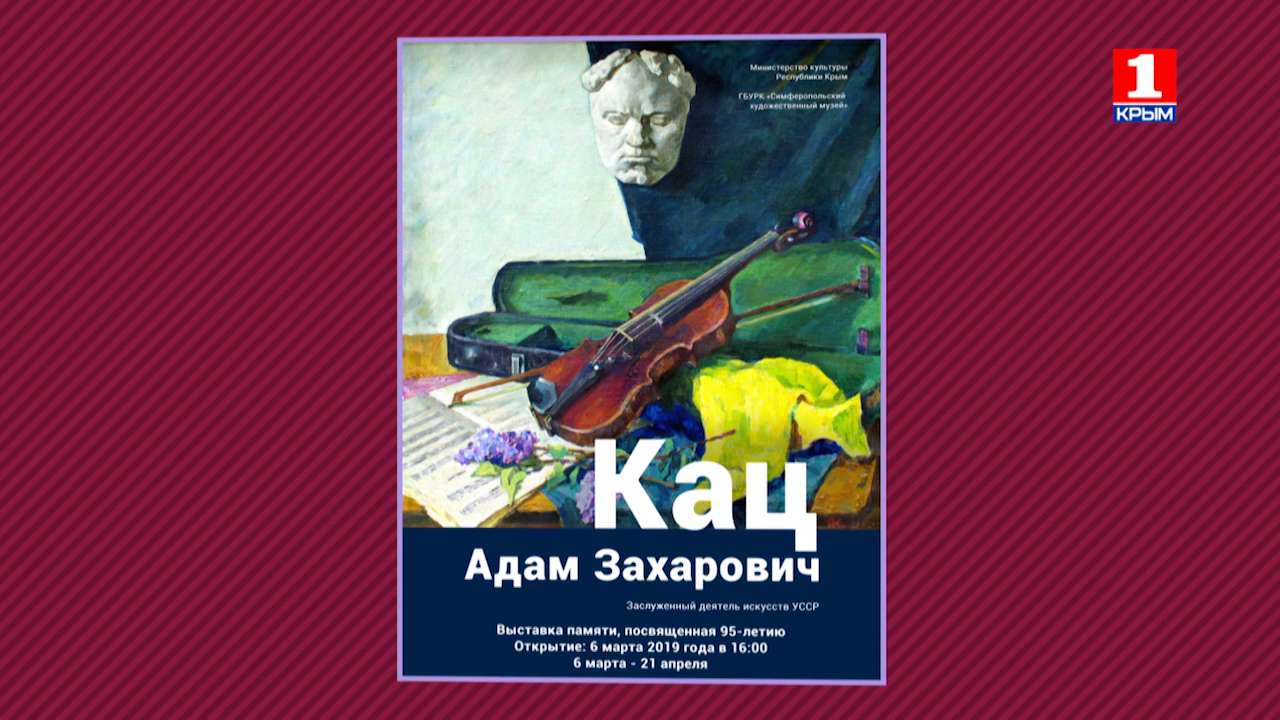 Министерство культуры
Республики Крым
ГБУРК «Симферопольский
художественный музей»
1
КРЫМ
Кац
Адам Захарович
Заслуженный деятель искусств УССР
Выставка памяти, посвященная 95-летию
Открытие: 6 марта 2019 года в 16:00
6 марта - 21 апреля